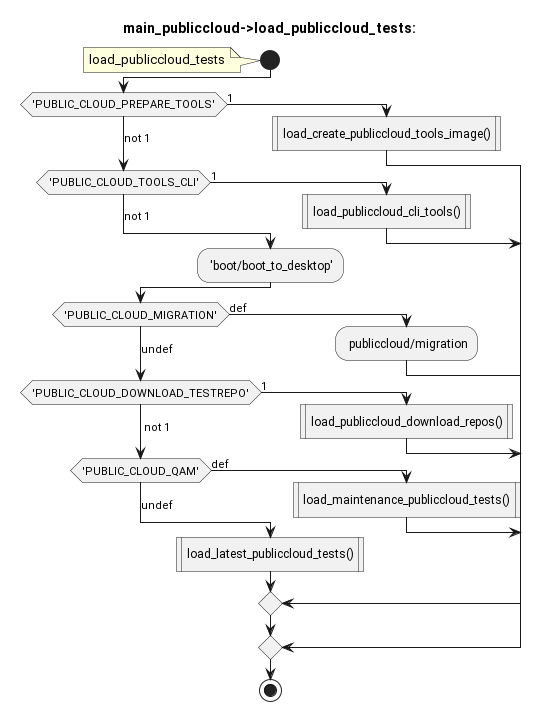 main_publiccloud->load_publiccloud_tests:
load_publiccloud_tests
'PUBLIC_CLOUD_PREPARE_TOOLS'
1
load_create_publiccloud_tools_image()
not 1
'PUBLIC_CLOUD_TOOLS_CLI'
1
load_publiccloud_cli_tools()
not 1
'boot/boot_to_desktop'
'PUBLIC_CLOUD_MIGRATION'
def
publiccloud/migration
undef
'PUBLIC_CLOUD_DOWNLOAD_TESTREPO'
1
load_publiccloud_download_repos()
not 1
'PUBLIC_CLOUD_QAM'
def
load_maintenance_publiccloud_tests()
undef
load_latest_publiccloud_tests()